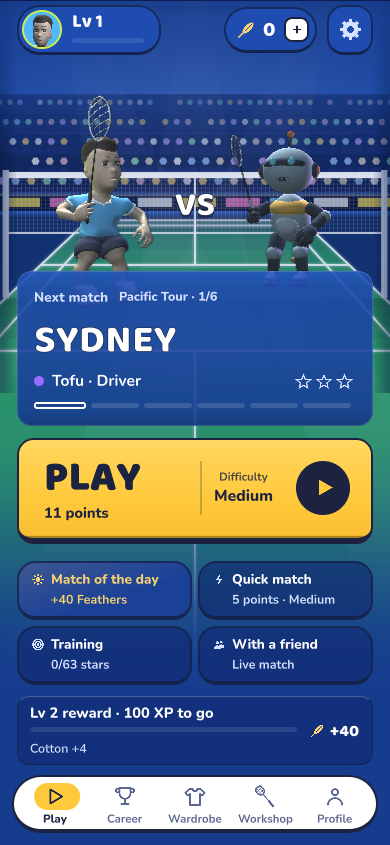 Lv 1
0
+
VS
Next match Pacific Tour · 1/6
SYDNEY
Tofu · Driver
PLAY
11 points
Difficulty
Medium
Match of the day
+40 Feathers
Quick match
5 points · Medium
Training
0/63 stars
With a friend
Live match
Lv 2 reward · 100 XP to go
+40
Cotton +4
Play
Career
Wardrobe
Workshop
Profile